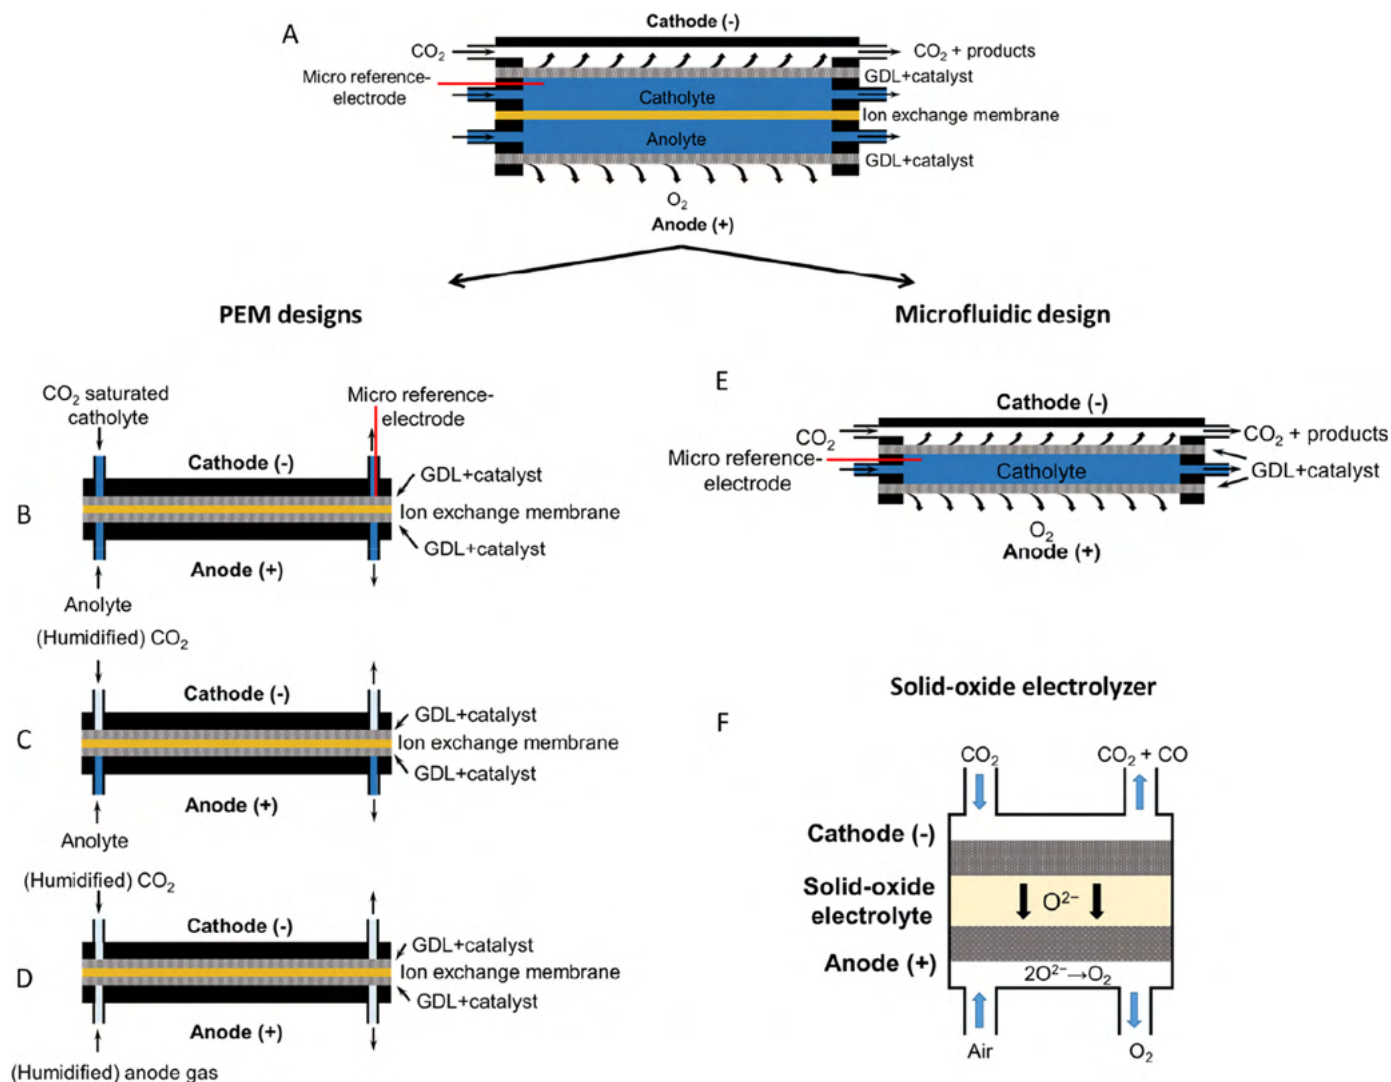 A
Cathode (-)
CO₂
CO₂ + products
Micro reference-
electrode
GDL+catalyst
Catholyte
Ion exchange membrane
Anolyte
GDL+catalyst
O₂
Anode (+)
PEM designs
Microfluidic design
B
CO₂ saturated
catholyte
Micro reference-
electrode
Cathode (-)
GDL+catalyst
Ion exchange membrane
GDL+catalyst
Anode (+)
Anolyte
C
(Humidified) CO₂
Cathode (-)
GDL+catalyst
Ion exchange membrane
GDL+catalyst
Anode (+)
Anolyte
D
(Humidified) CO₂
Cathode (-)
GDL+catalyst
Ion exchange membrane
GDL+catalyst
Anode (+)
(Humidified) anode gas
E
Cathode (-)
CO₂
CO₂ + products
Micro reference-
electrode
Catholyte
GDL+catalyst
O₂
Anode (+)
Solid-oxide electrolyzer
F
CO₂
CO₂ + CO
Cathode (-)
Solid-oxide
electrolyte
O²⁻
Anode (+)
2O²⁻→O₂
Air
O₂